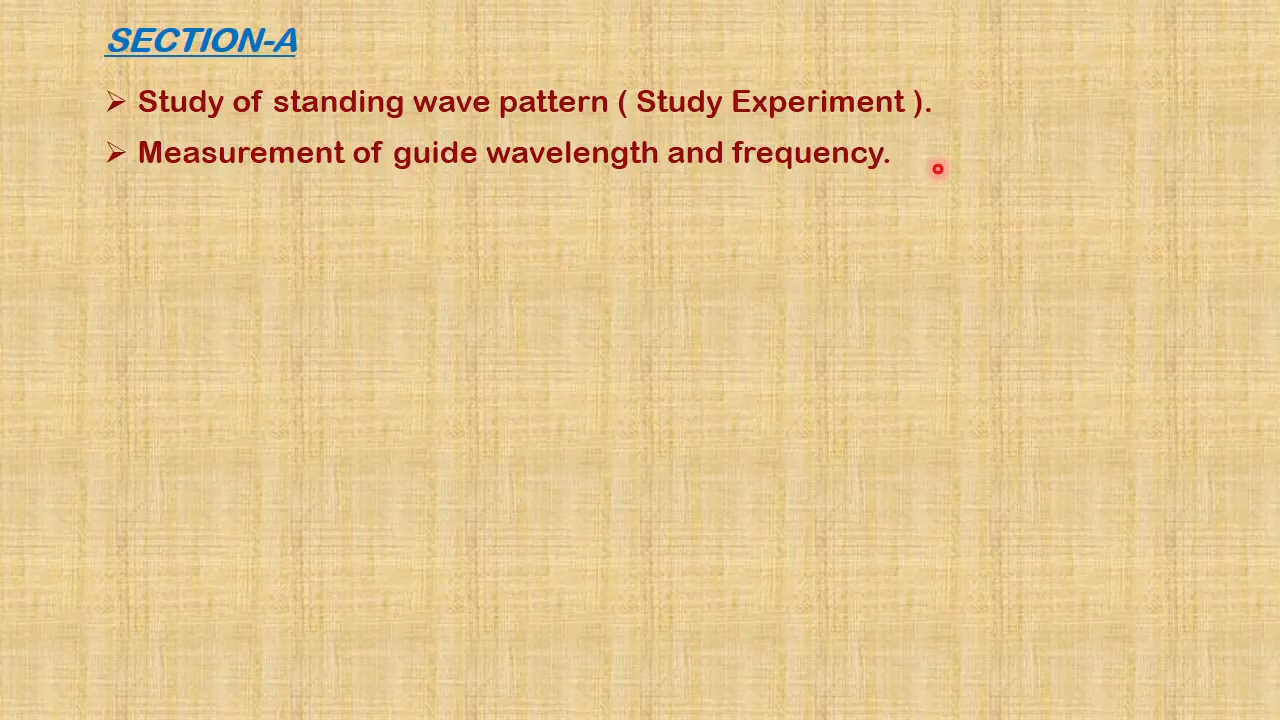 SECTION-A
Study of standing wave pattern ( Study Experiment ).
Measurement of guide wavelength and frequency.